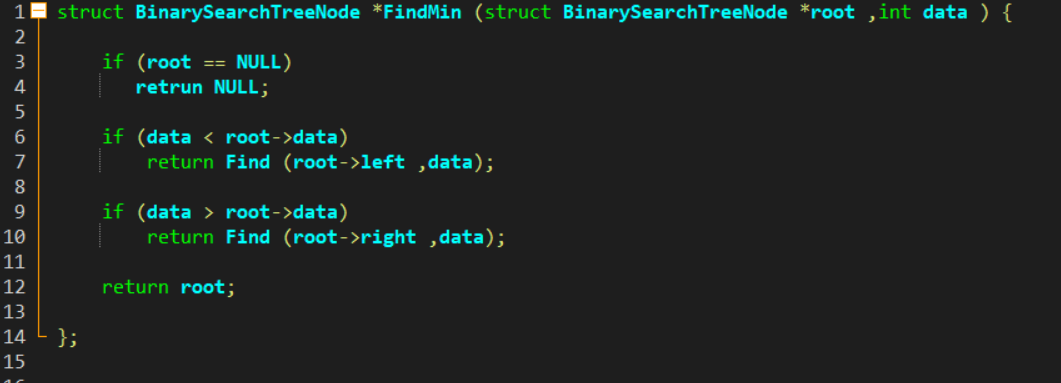 1 struct BinarySearchTreeNode *FindMin (struct BinarySearchTreeNode *root ,int data ) {
2
3 if (root == NULL)
4 retrun NULL;
5
6 if (data < root->data)
7 return Find (root->left ,data);
8
9 if (data > root->data)
10 return Find (root->right ,data);
11
12 return root;
13
14 };
15